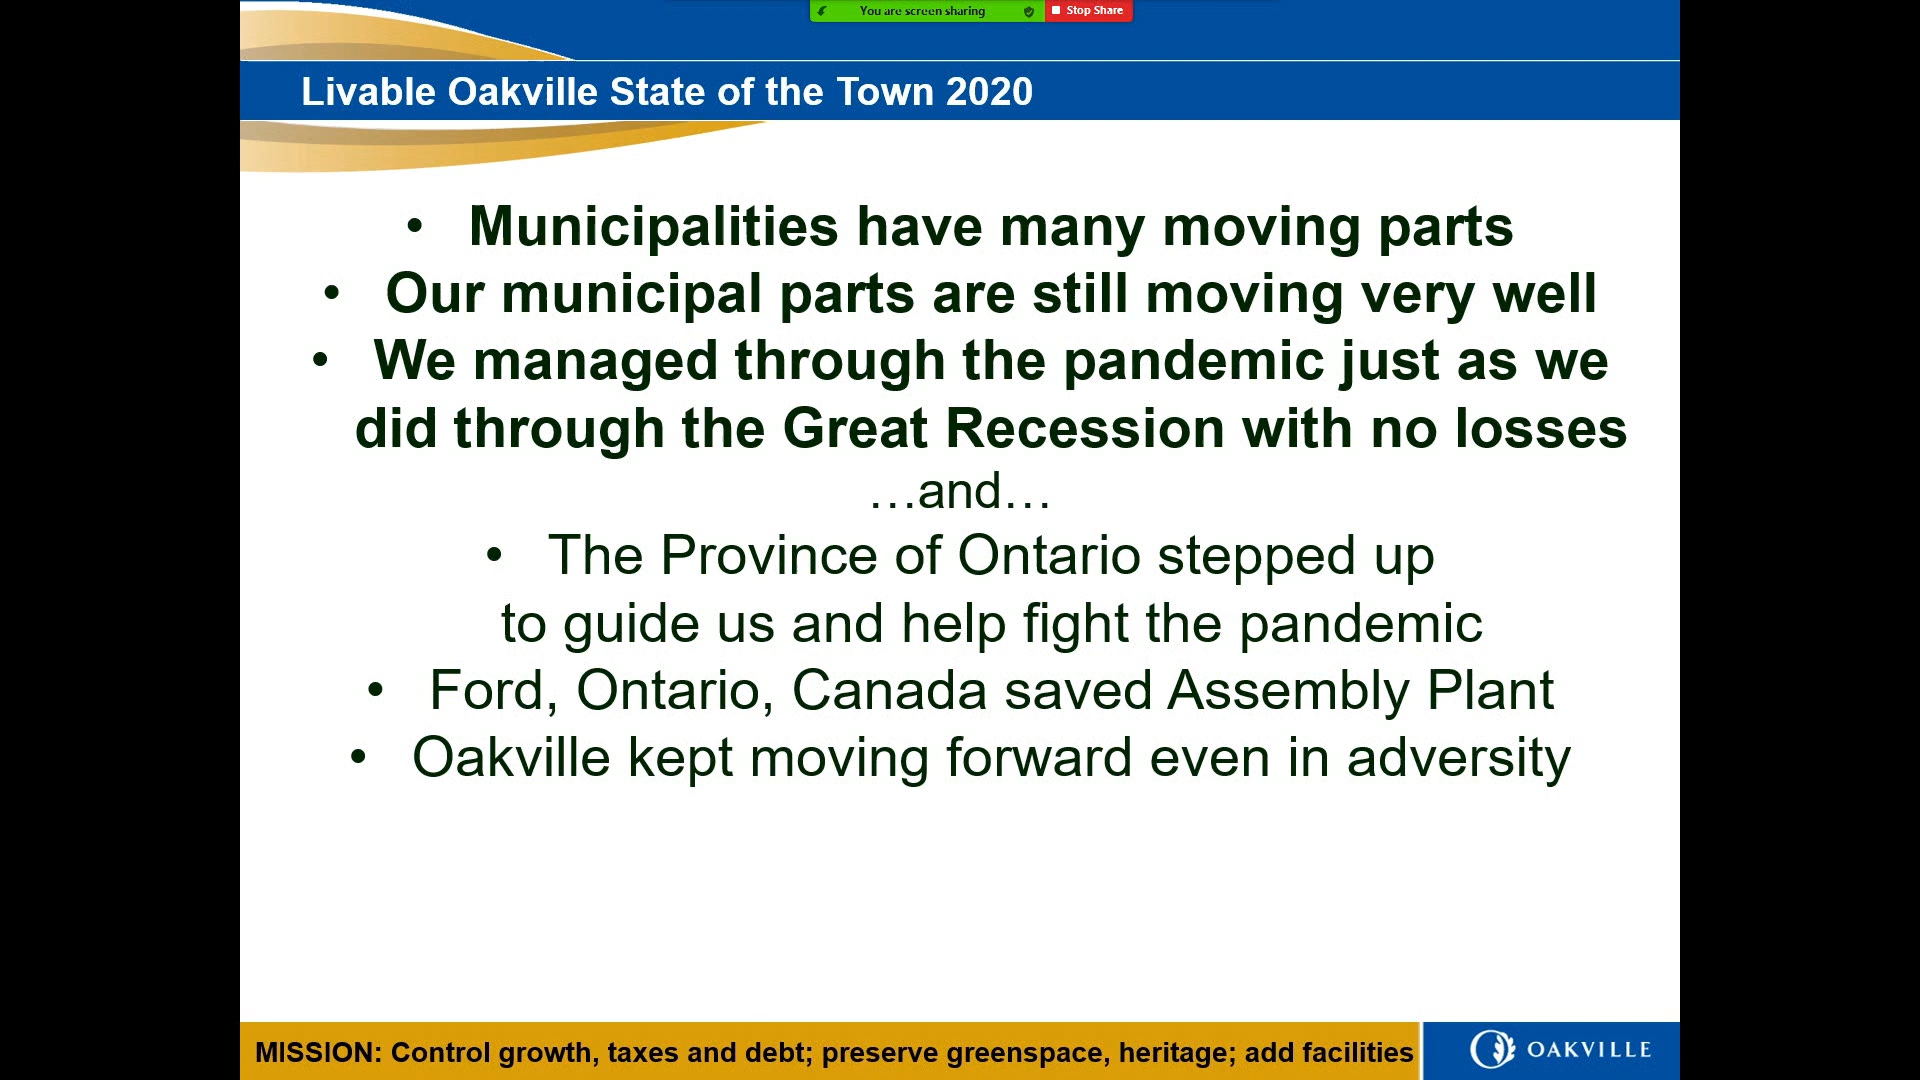 You are screen sharing
Stop Share
Livable Oakville State of the Town 2020
• Municipalities have many moving parts
• Our municipal parts are still moving very well
• We managed through the pandemic just as we
did through the Great Recession with no losses
…and…
• The Province of Ontario stepped up
to guide us and help fight the pandemic
• Ford, Ontario, Canada saved Assembly Plant
• Oakville kept moving forward even in adversity
MISSION: Control growth, taxes and debt; preserve greenspace, heritage; add facilities
OAKVILLE